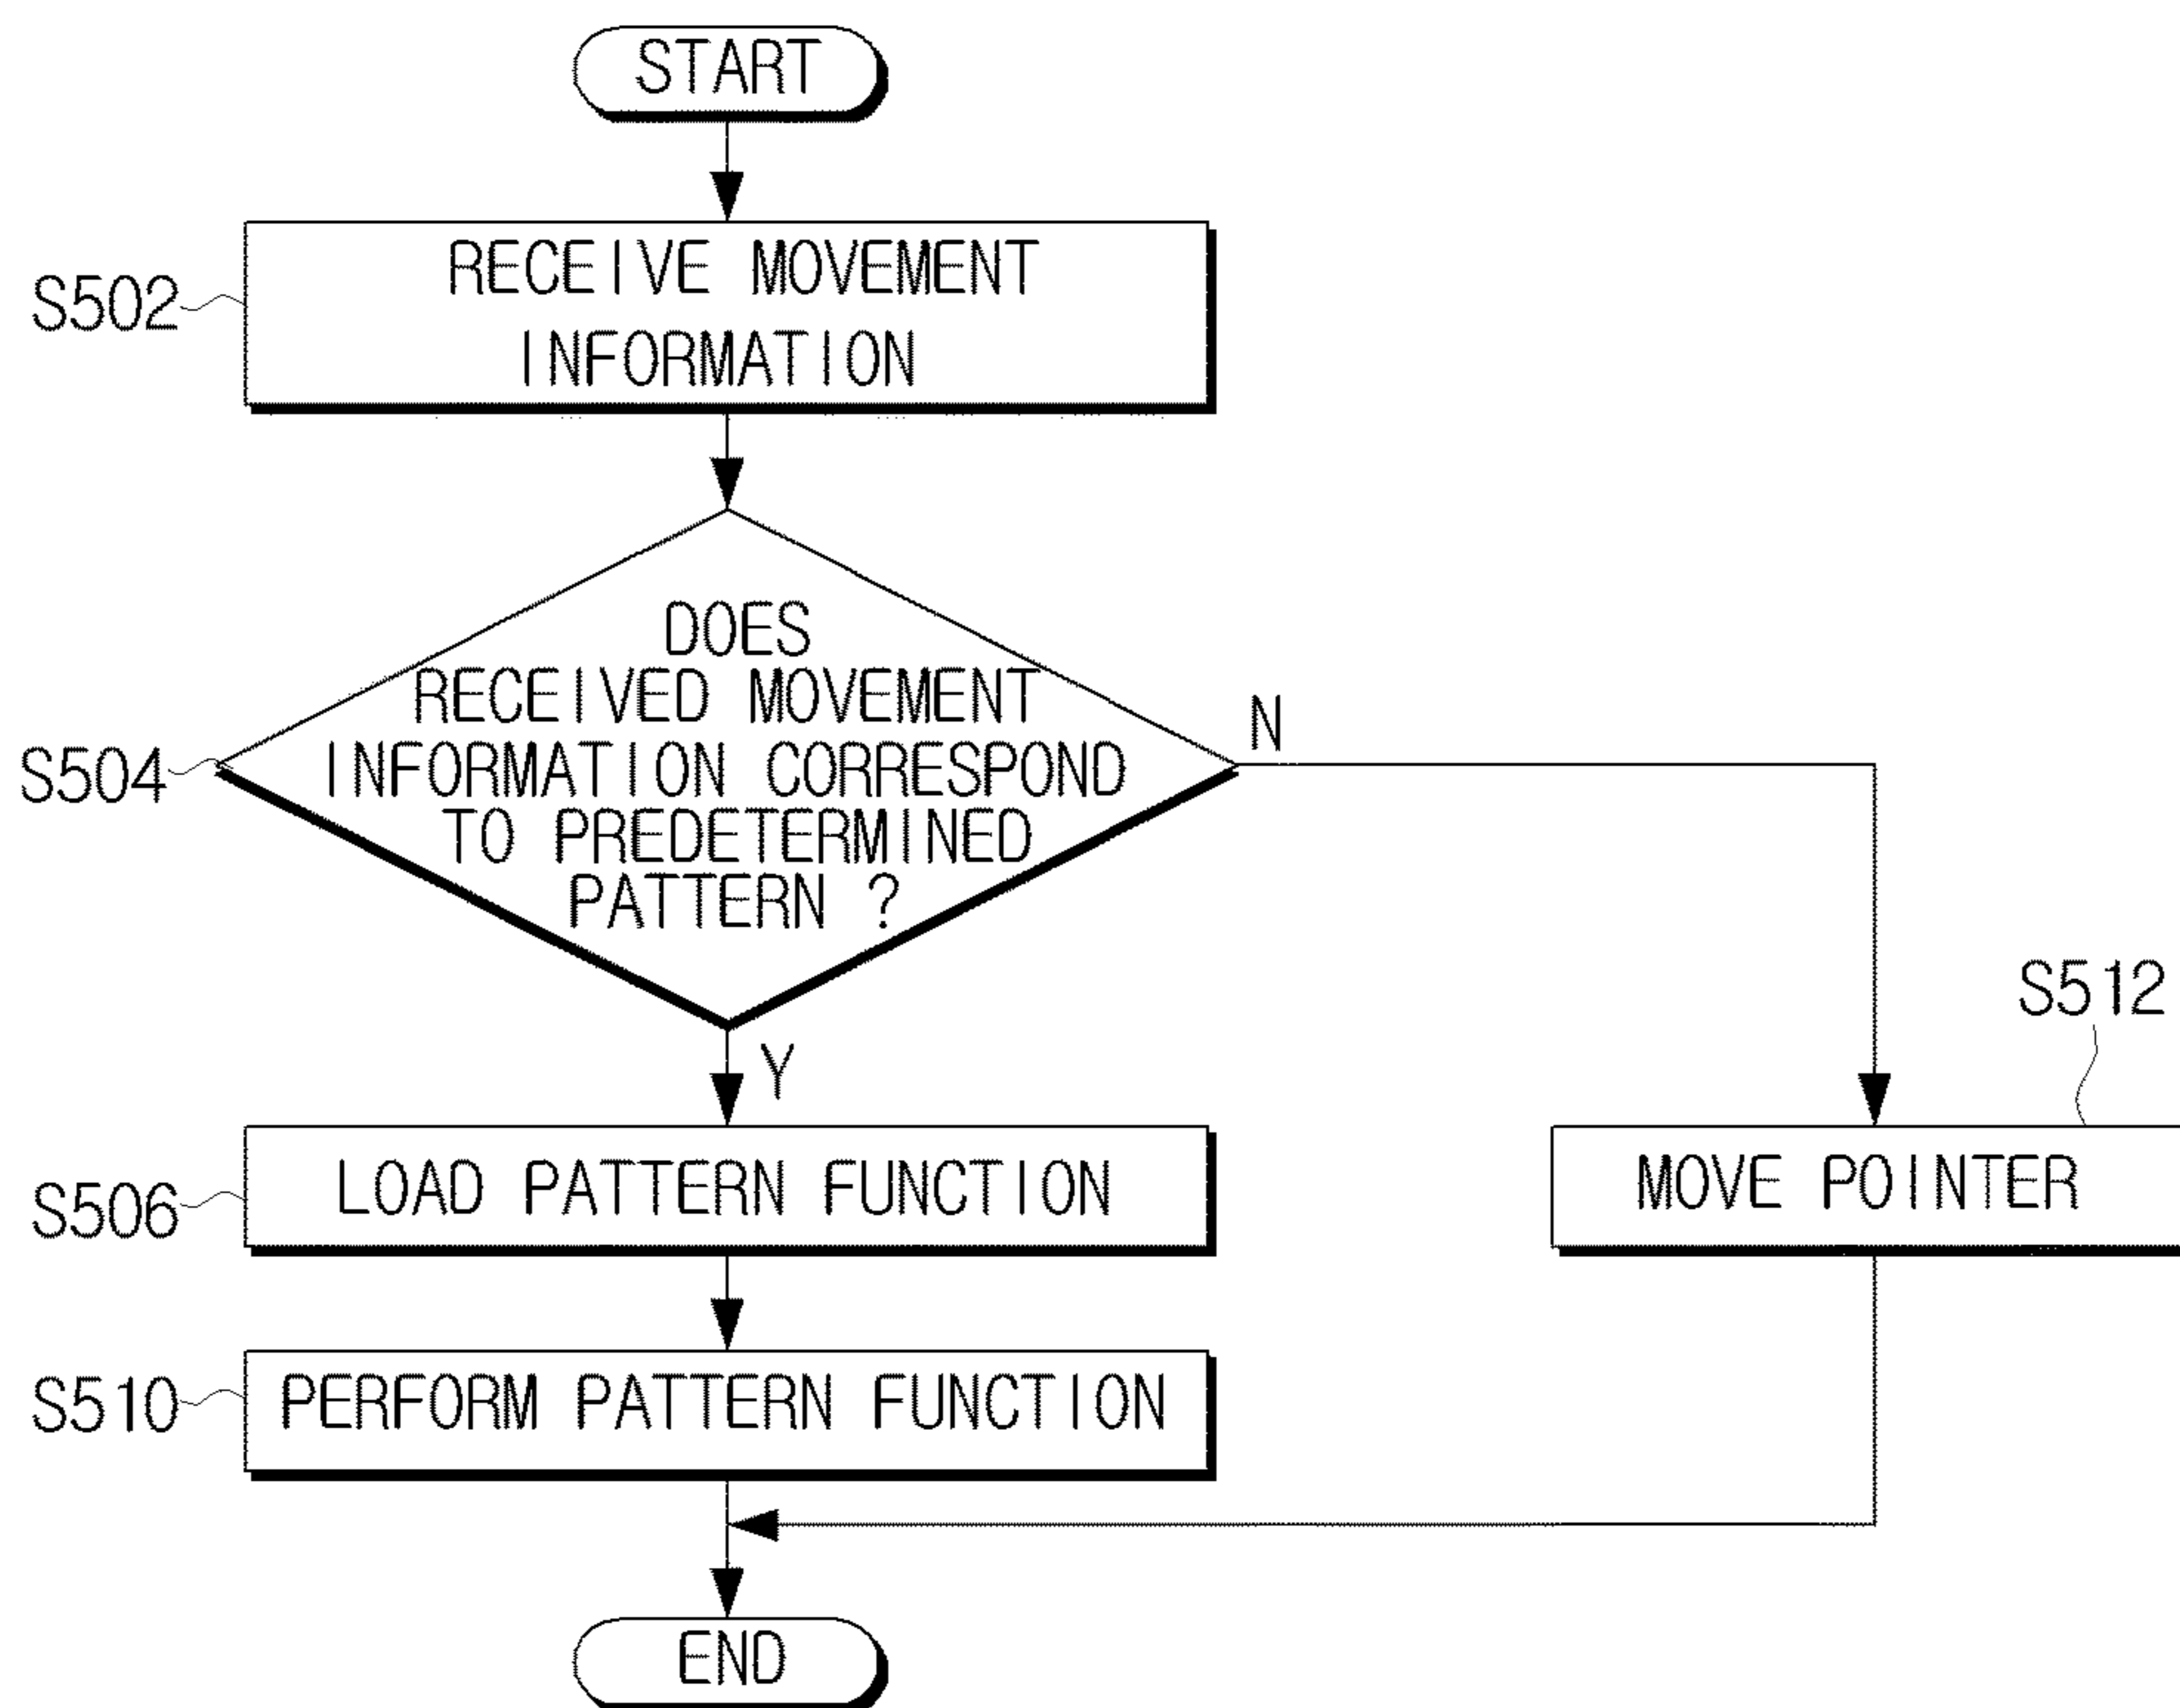 START
S502
RECEIVE MOVEMENT
INFORMATION
DOES
RECEIVED MOVEMENT
INFORMATION CORRESPOND
TO PREDETERMINED
PATTERN ?
S504
N
Y
S512
S506
LOAD PATTERN FUNCTION
MOVE POINTER
S510
PERFORM PATTERN FUNCTION
END